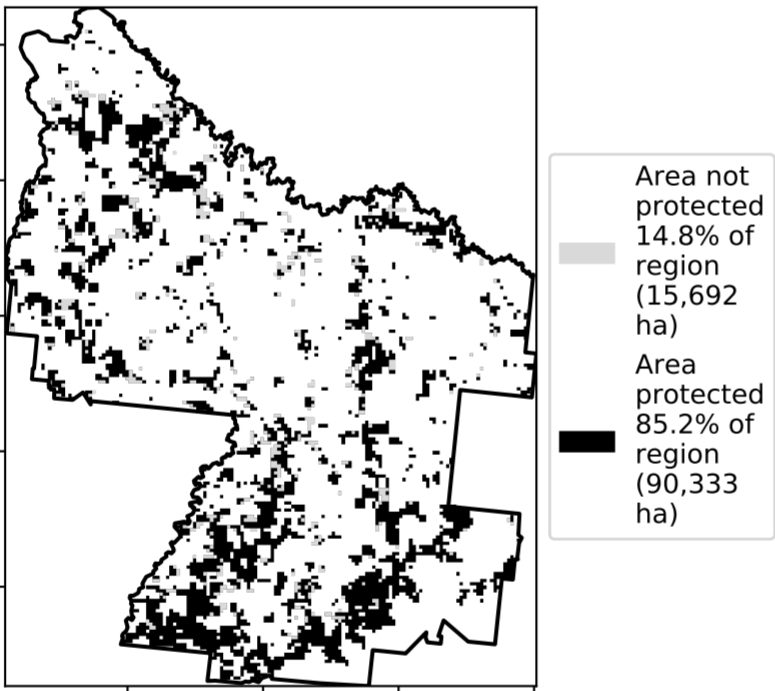 Area not
protected
14.8% of
region
(15,692
ha)
Area
protected
85.2% of
region
(90,333
ha)